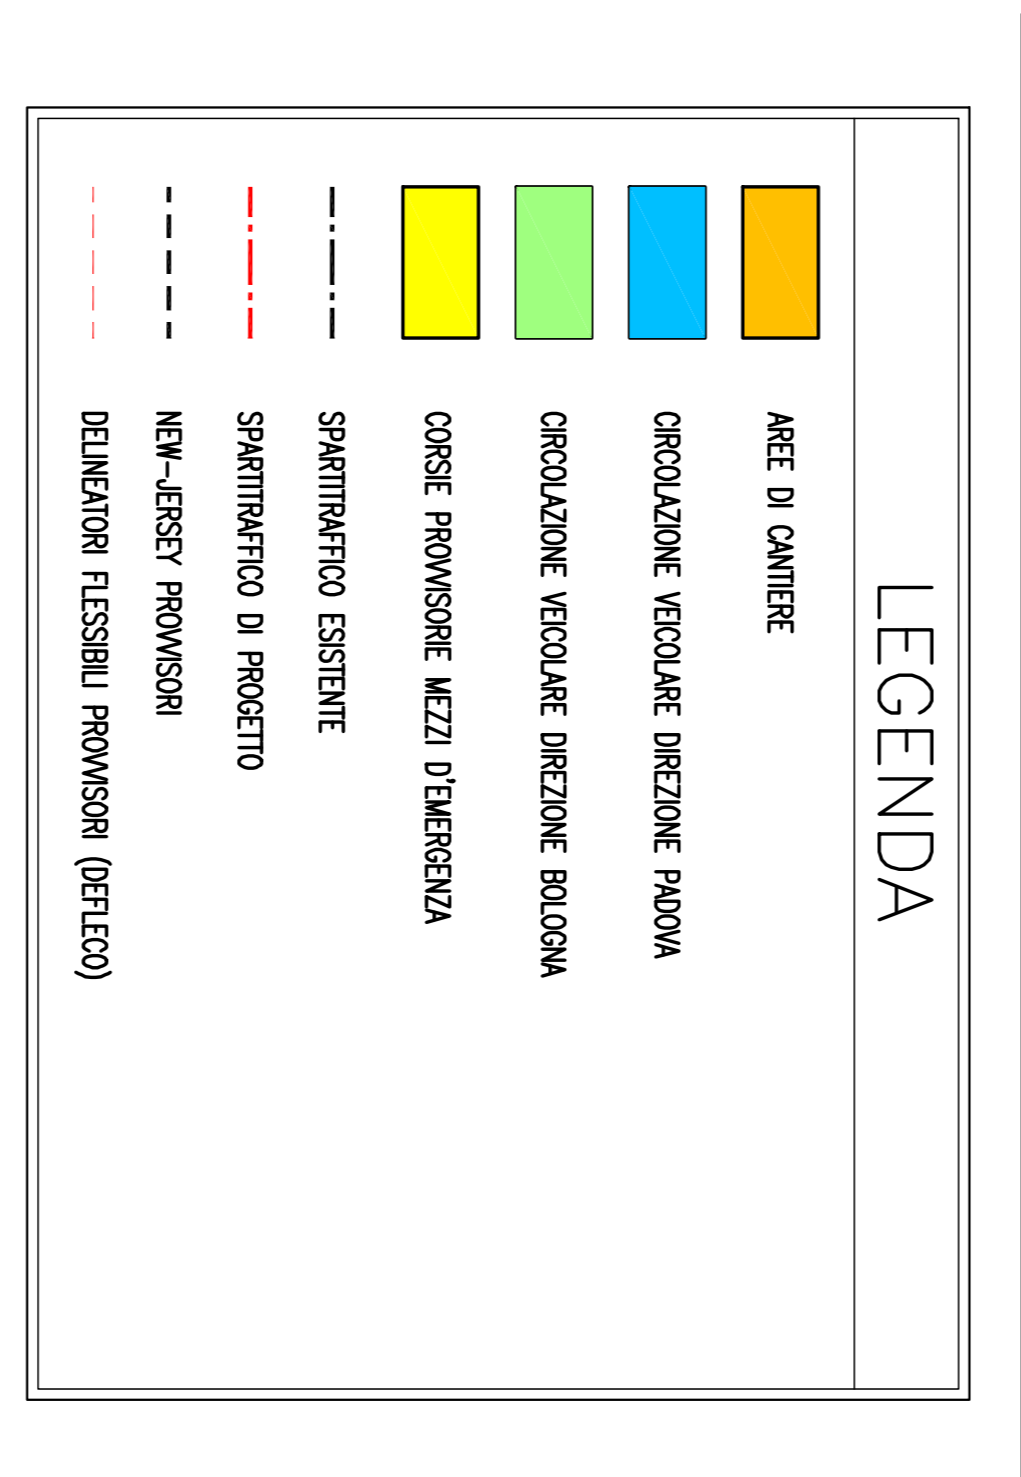 LEGENDA
AREE DI CANTIERE
CIRCOLAZIONE VEICOLARE DIREZIONE PADOVA
CIRCOLAZIONE VEICOLARE DIREZIONE BOLOGNA
CORSIE PROVVISORIE MEZZI D'EMERGENZA
SPARTITRAFFICO ESISTENTE
SPARTITRAFFICO DI PROGETTO
NEW-JERSEY PROVVISORI
DELINEATORI FLESSIBILI PROVVISORI (DEFLECO)